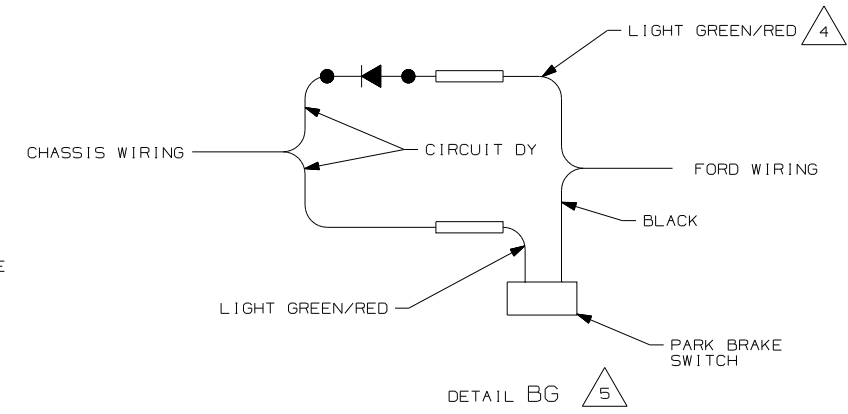 LIGHT GREEN/RED 4
CHASSIS WIRING
CIRCUIT DY
FORD WIRING
BLACK
E
LIGHT GREEN/RED
PARK BRAKE
SWITCH
DETAIL BG 5